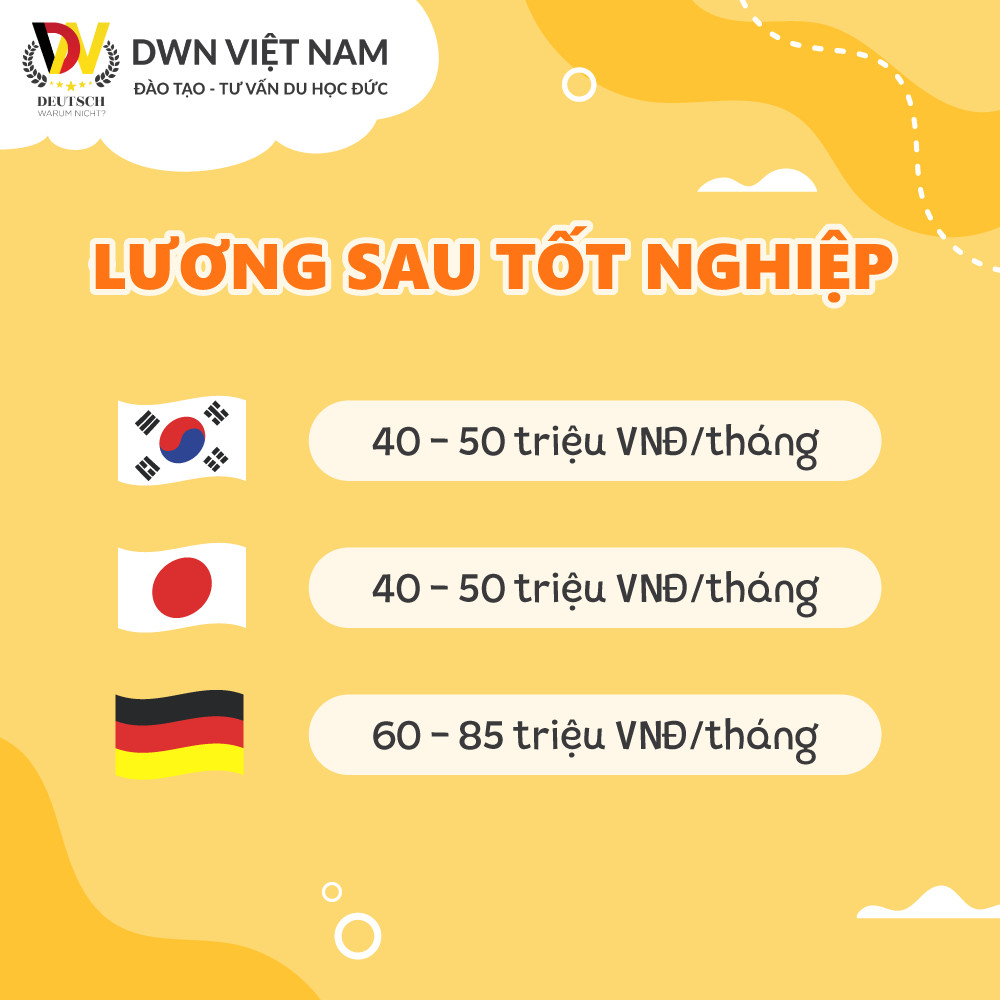 DWN VIỆT NAM
ĐÀO TẠO - TƯ VẤN DU HỌC ĐỨC
DEUTSCH
WARUM NICHT?
LƯƠNG SAU TỐT NGHIỆP
40 – 50 triệu VNĐ/tháng
40 – 50 triệu VNĐ/tháng
60 – 85 triệu VNĐ/tháng